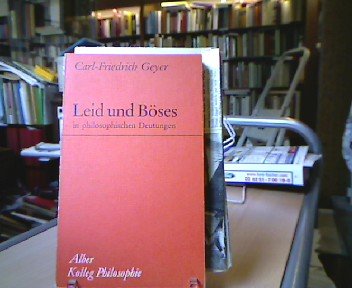 Carl-Friedrich Geyer
Leid und Böses
in philosophischen Deutungen
Alber
Kolleg Philosophie